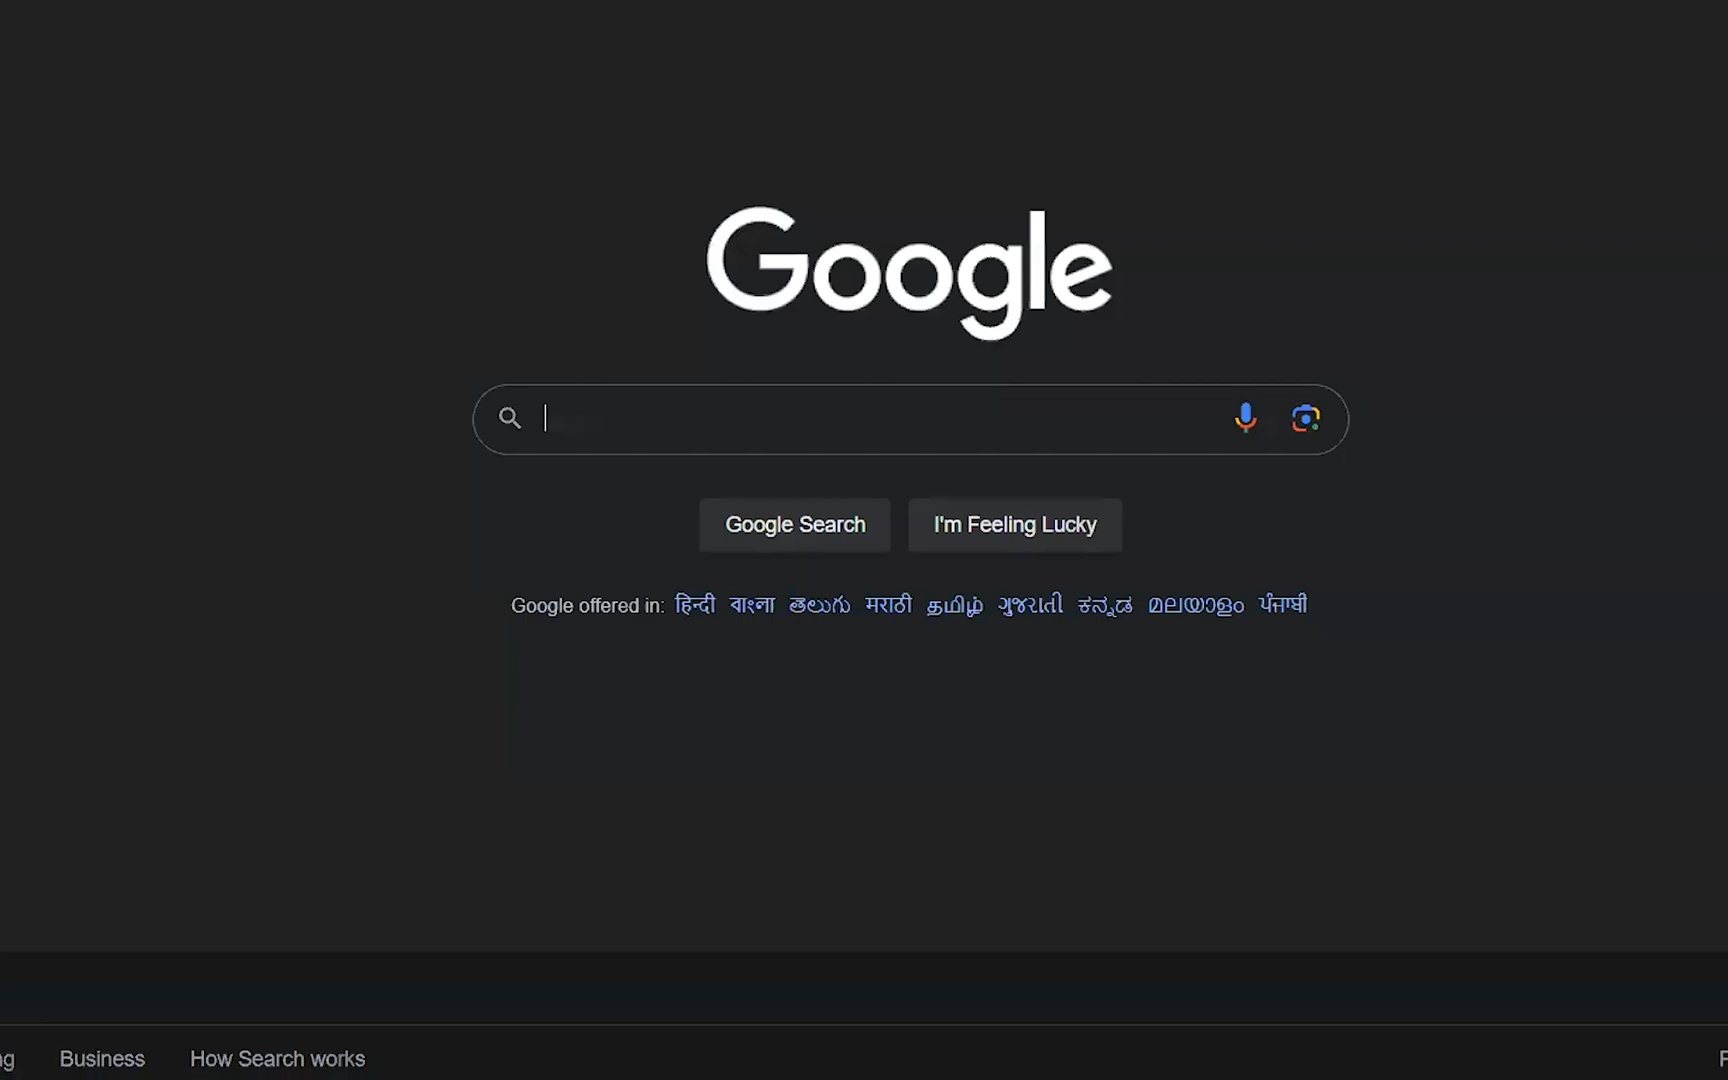 Google
Google Search
I'm Feeling Lucky
Google offered in: हिन्दी বাংলা తెలుగు मराठी தமிழ் ગુજરાતી ಕನ್ನಡ മലയാളം ਪੰਜਾਬੀ
Business
How Search works